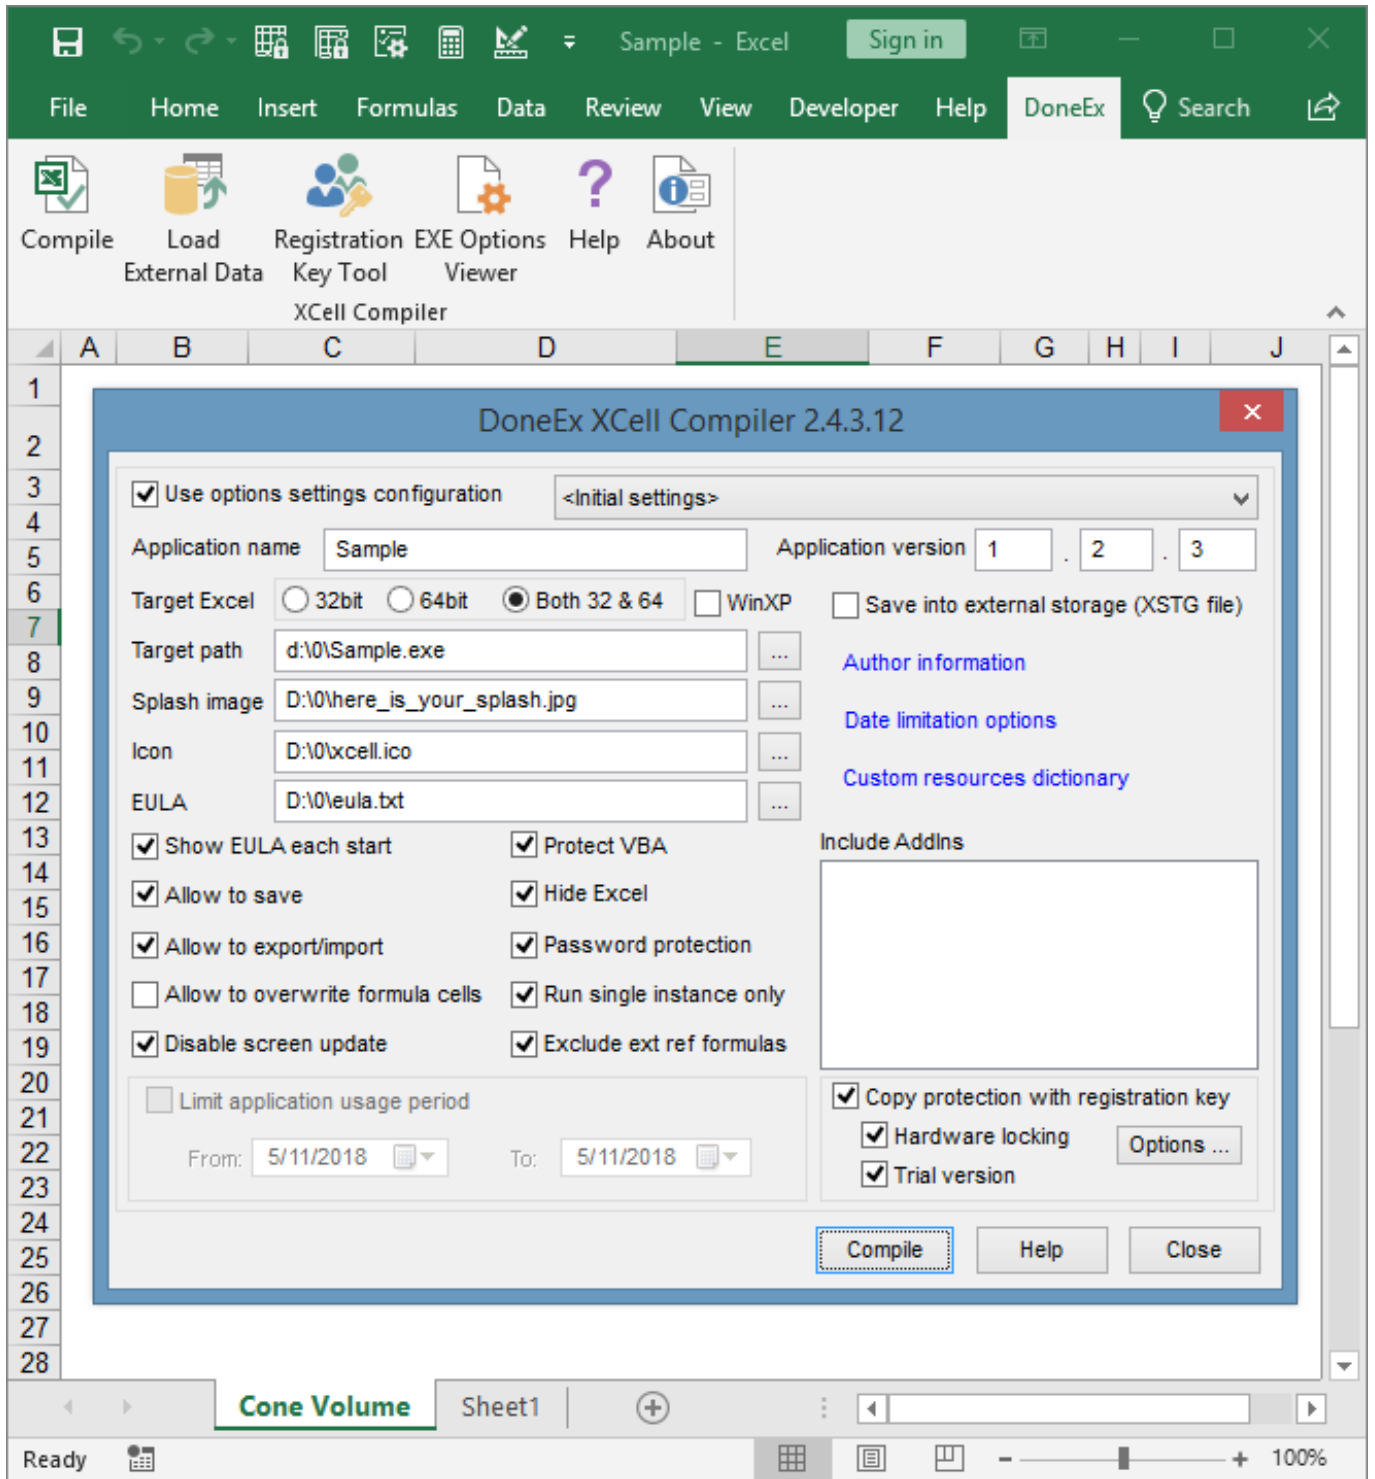 Sample - Excel Sign in
File Home Insert Formulas Data Review View Developer Help DoneEx Search
Compile Load External Data Registration Key Tool EXE Options Viewer Help About
XCell Compiler
A B C D E F G H I J
1
2
3
4
5
6
7
8
9
10
11
12
13
14
15
16
17
18
19
20
21
22
23
24
25
26
27
28
DoneEx XCell Compiler 2.4.3.12
Use options settings configuration <Initial settings>
Application name Sample Application version 1 . 2 . 3
Target Excel 32bit 64bit Both 32 & 64 WinXP Save into external storage (XSTG file)
Target path d:\0\Sample.exe ...
Author information
Splash image D:\0\here_is_your_splash.jpg ...
Date limitation options
Icon D:\0\xcell.ico ...
Custom resources dictionary
EULA D:\0\eula.txt ...
Show EULA each start Protect VBA Include AddIns
Allow to save Hide Excel
Allow to export/import Password protection
Allow to overwrite formula cells Run single instance only
Disable screen update Exclude ext ref formulas
Limit application usage period Copy protection with registration key
Hardware locking Options ...
From: 5/11/2018 To: 5/11/2018
Trial version
Compile Help Close
Cone Volume Sheet1
Ready 100%